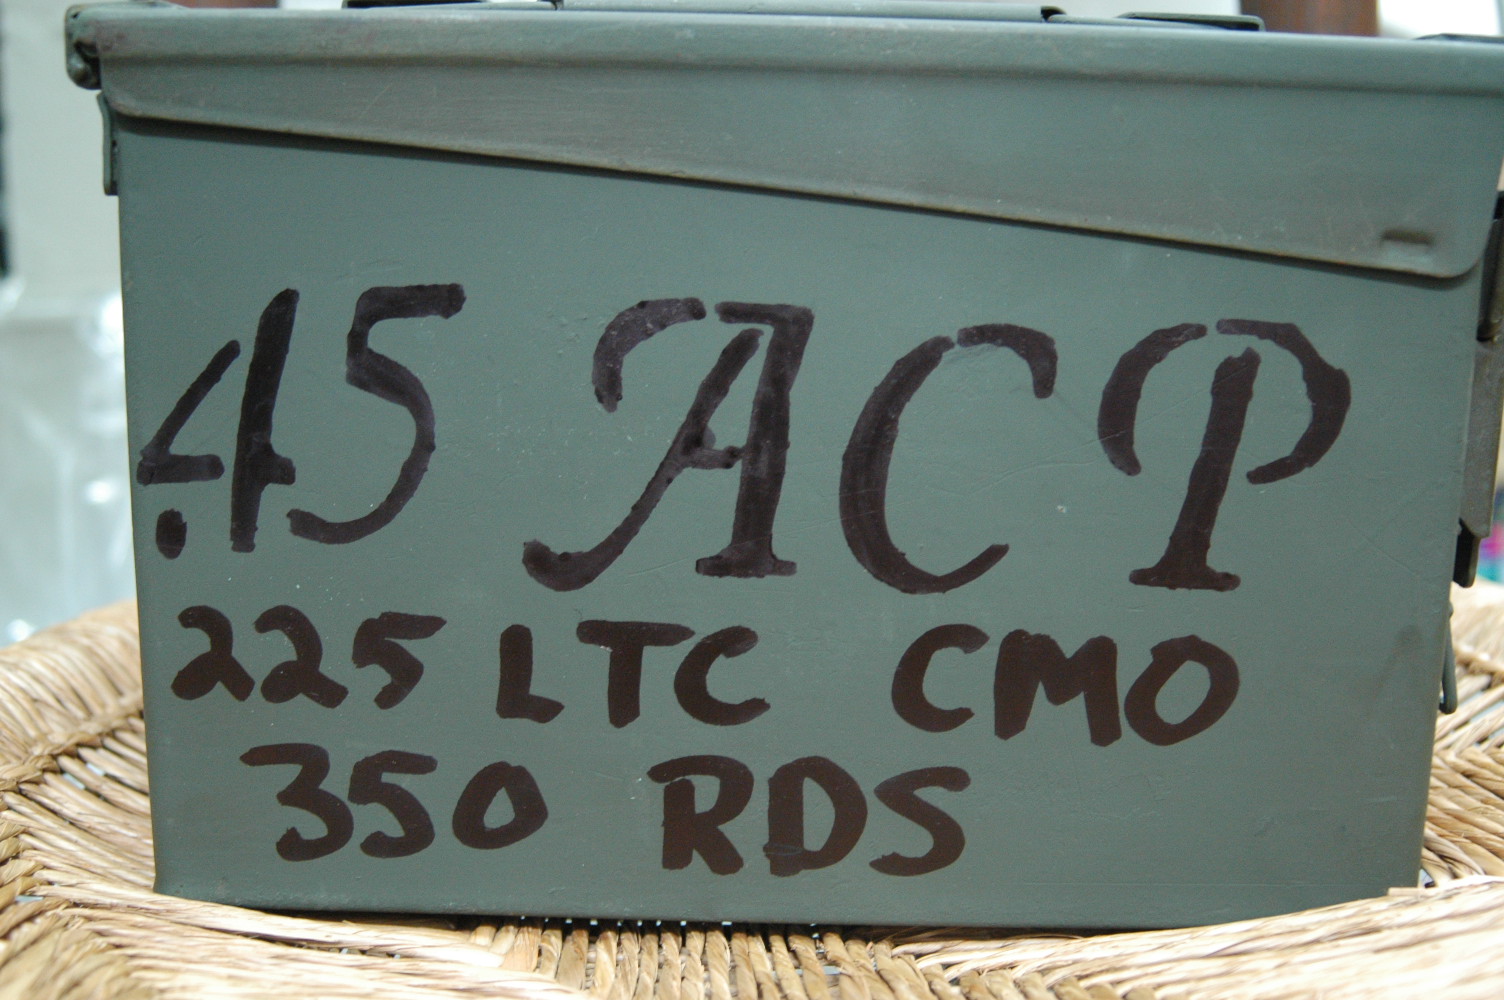 .45 ACP
225 LTC CMO
350 RDS